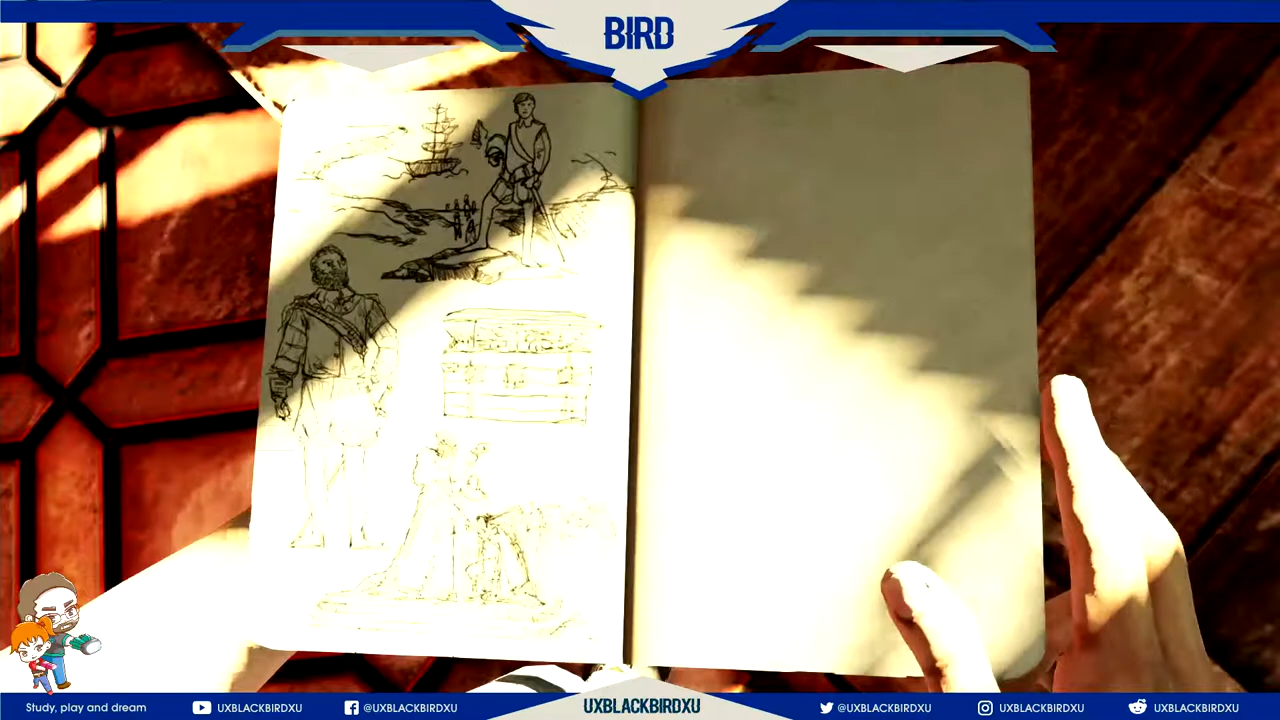 BIRD
Study, play and dream
UXBLACKBIRDXU
@UXBLACKBIRDXU
UXBLACKBIRDXU
@UXBLACKBIRDXU
UXBLACKBIRDXU
UXBLACKBIRDXU